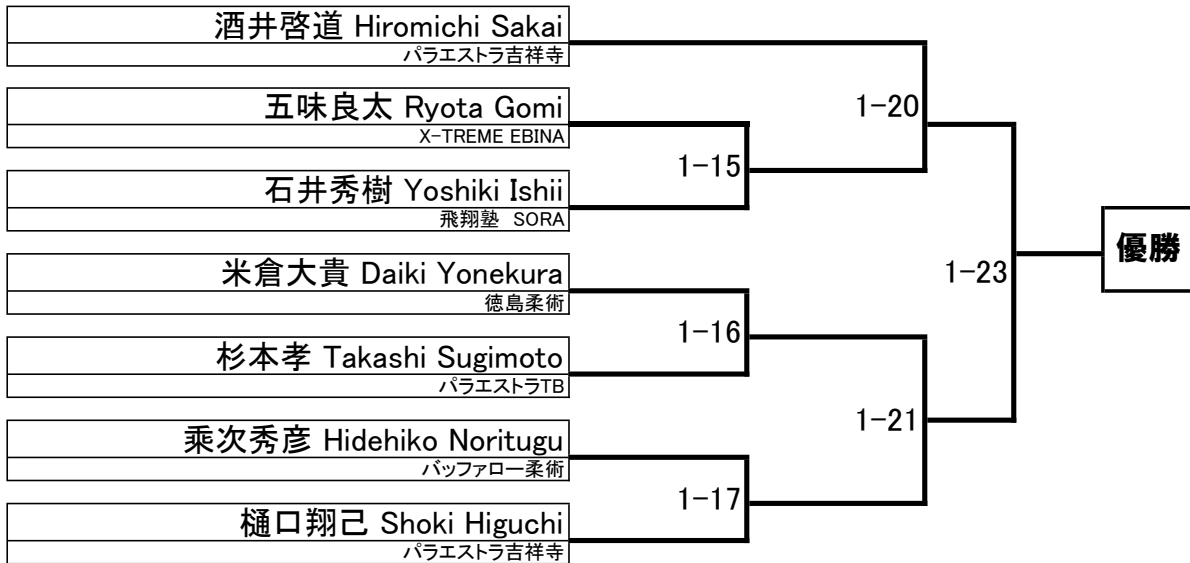 酒井啓道 Hiromichi Sakai
パラエストラ吉祥寺
五味良太 Ryota Gomi
X-TREME EBINA
石井秀樹 Yoshiki Ishii
飛翔塾 SORA
米倉大貴 Daiki Yonekura
徳島柔術
杉本孝 Takashi Sugimoto
パラエストラTB
乗次秀彦 Hidehiko Noritugu
バッファロー柔術
樋口翔己 Shoki Higuchi
パラエストラ吉祥寺
1-15
1-16
1-17
1-20
1-21
1-23
優勝